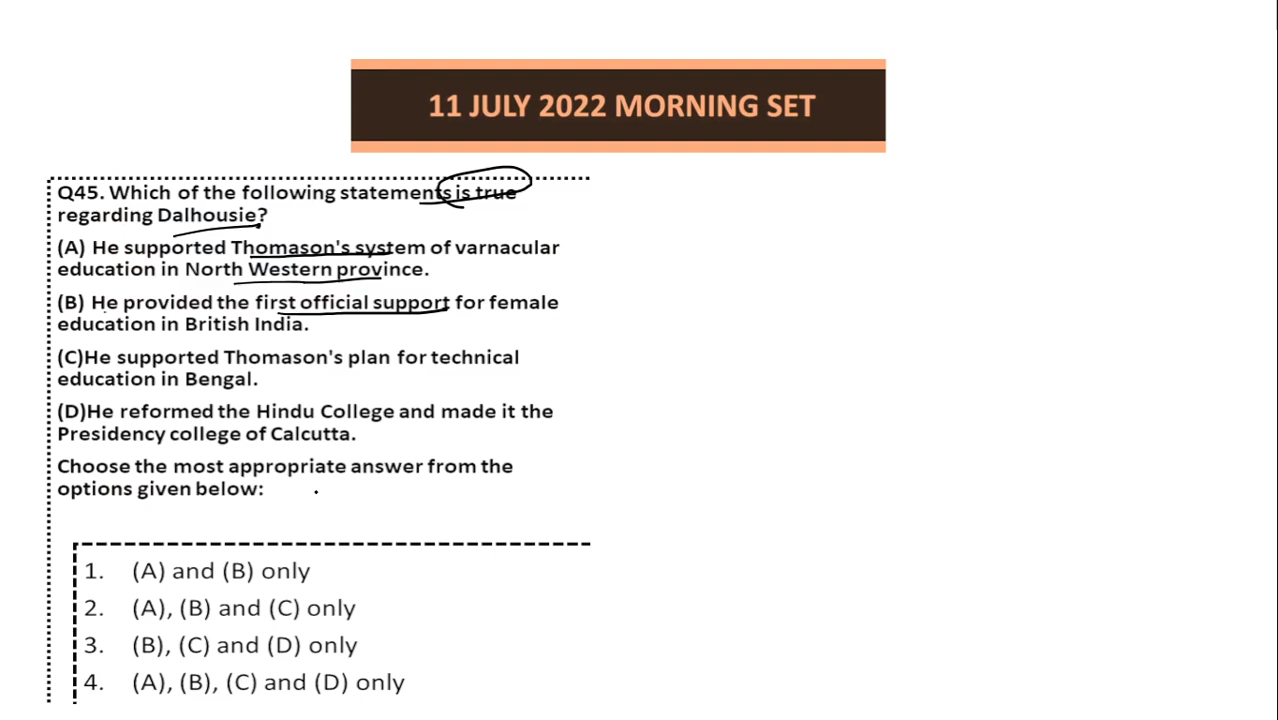 11 JULY 2022 MORNING SET
Q45. Which of the following statements is true
regarding Dalhousie?
(A) He supported Thomason's system of varnacular
education in North Western province.
(B) He provided the first official support for female
education in British India.
(C)He supported Thomason's plan for technical
education in Bengal.
(D)He reformed the Hindu College and made it the
Presidency college of Calcutta.
Choose the most appropriate answer from the
options given below:
1. (A) and (B) only
2. (A), (B) and (C) only
3. (B), (C) and (D) only
4. (A), (B), (C) and (D) only